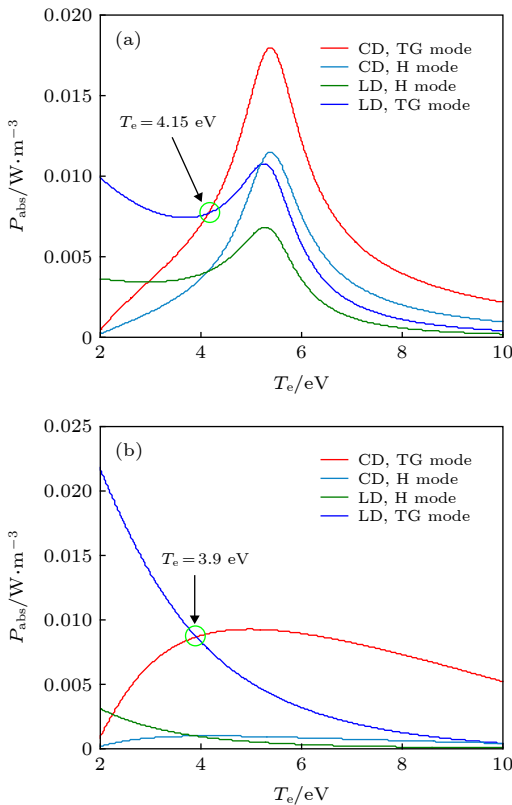 (a)
CD, TG mode
CD, H mode
LD, H mode
LD, TG mode
Te = 4.15 eV
0.020
0.015
0.010
0.005
0
Pabs/W·m−3
2 4 6 8 10
Te/eV
(b)
CD, TG mode
CD, H mode
LD, H mode
LD, TG mode
Te = 3.9 eV
0.025
0.020
0.015
0.010
0.005
0
Pabs/W·m−3
2 4 6 8 10
Te/eV